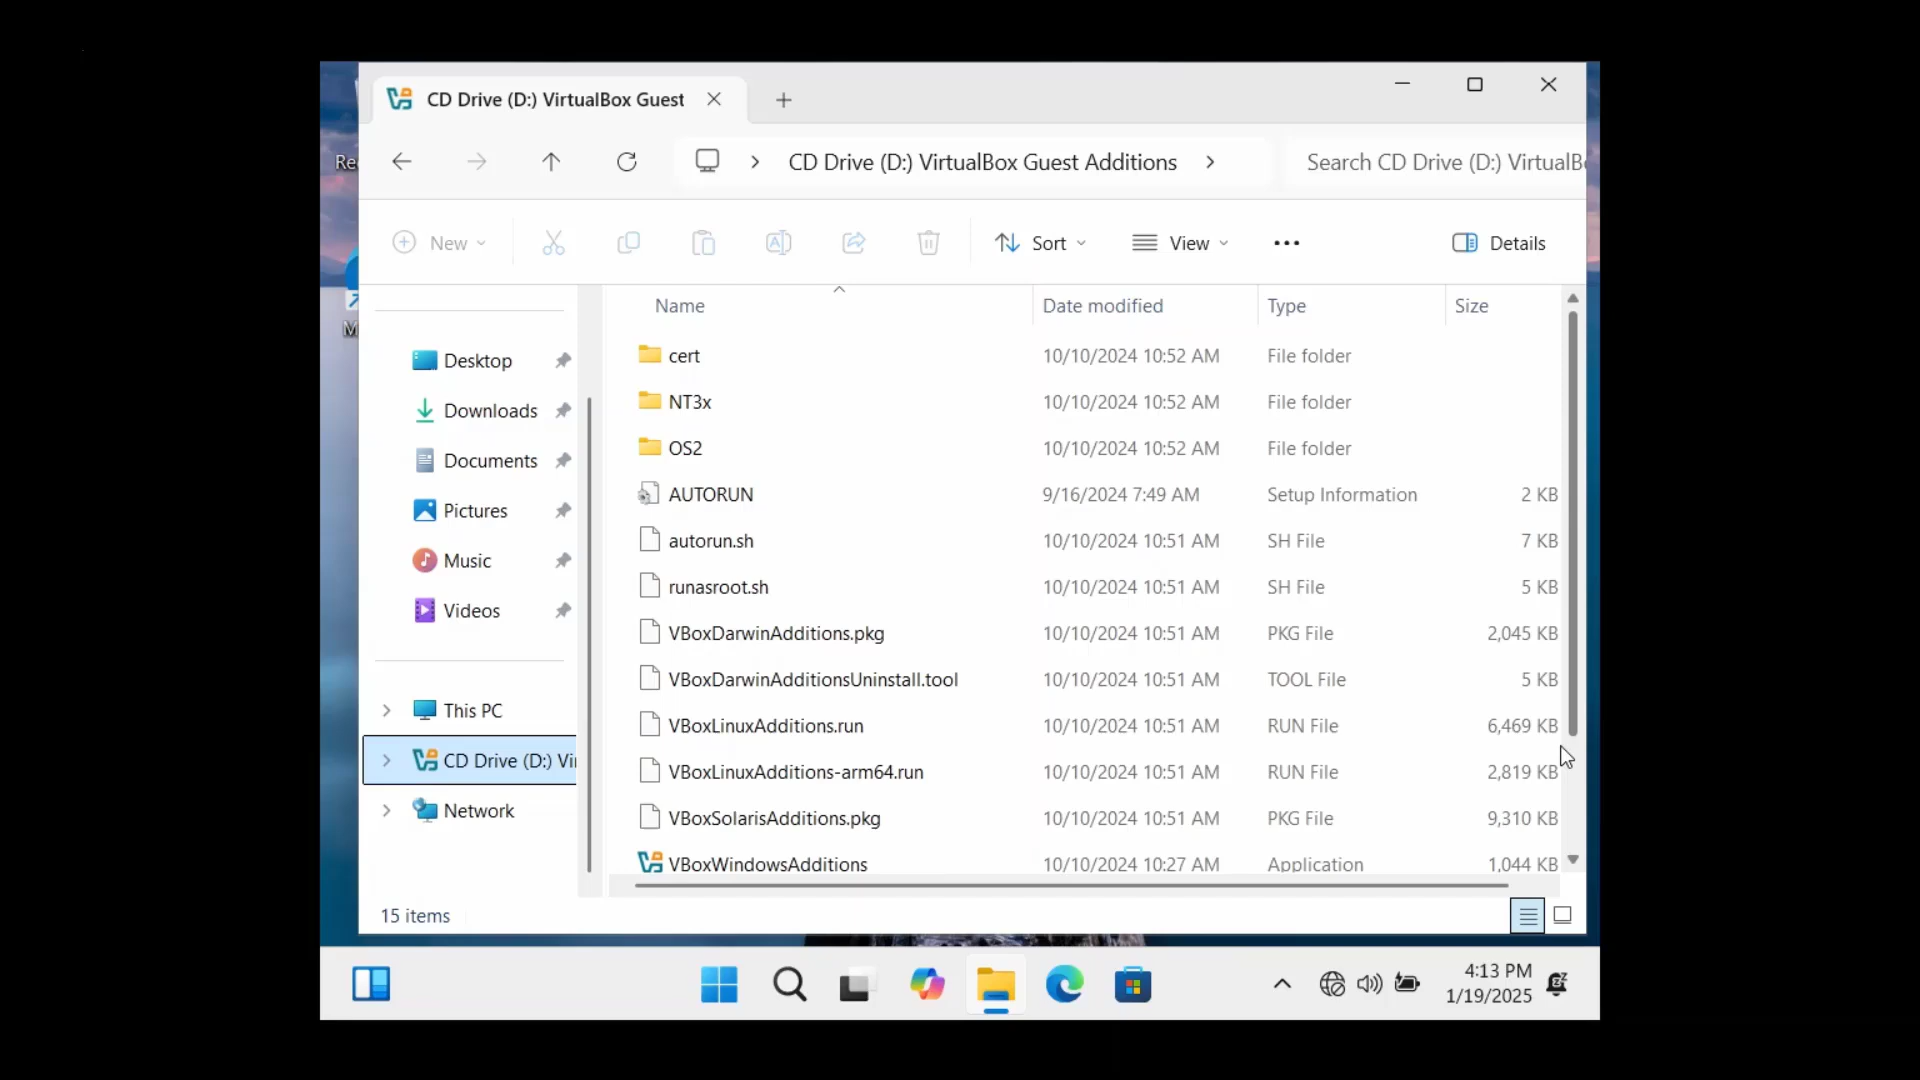 CD Drive (D:) VirtualBox Guest
CD Drive (D:) VirtualBox Guest Additions
Search CD Drive (D:) VirtualB
New
Sort
View
Details
Name Date modified Type Size
Desktop
Downloads
Documents
Pictures
Music
Videos
This PC
CD Drive (D:) Vi
Network
cert 10/10/2024 10:52 AM File folder
NT3x 10/10/2024 10:52 AM File folder
OS2 10/10/2024 10:52 AM File folder
AUTORUN 9/16/2024 7:49 AM Setup Information 2 KB
autorun.sh 10/10/2024 10:51 AM SH File 7 KB
runasroot.sh 10/10/2024 10:51 AM SH File 5 KB
VBoxDarwinAdditions.pkg 10/10/2024 10:51 AM PKG File 2,045 KB
VBoxDarwinAdditionsUninstall.tool 10/10/2024 10:51 AM TOOL File 5 KB
VBoxLinuxAdditions.run 10/10/2024 10:51 AM RUN File 6,469 KB
VBoxLinuxAdditions-arm64.run 10/10/2024 10:51 AM RUN File 2,819 KB
VBoxSolarisAdditions.pkg 10/10/2024 10:51 AM PKG File 9,310 KB
VBoxWindowsAdditions 10/10/2024 10:27 AM Application 1,044 KB
15 items
Re
M
4:13 PM
1/19/2025